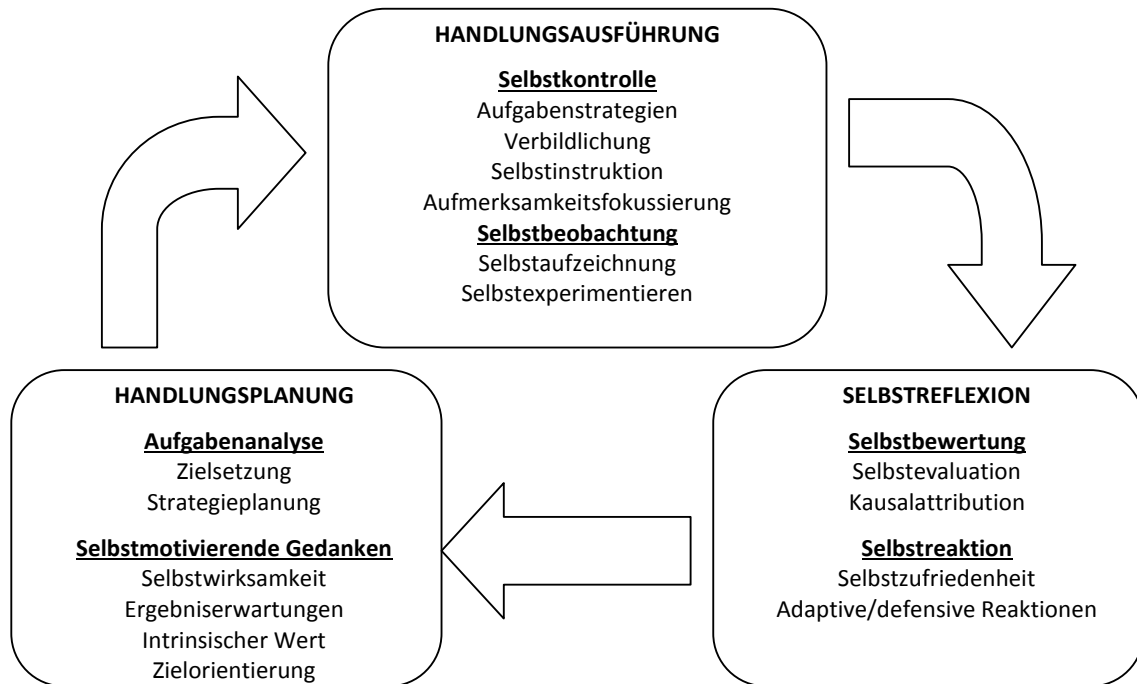 HANDLUNGSAUSFÜHRUNG
Selbstkontrolle
Aufgabenstrategien
Verbildlichung
Selbstinstruktion
Aufmerksamkeitsfokussierung
Selbstbeobachtung
Selbstaufzeichnung
Selbstexperimentieren
HANDLUNGSPLANUNG
Aufgabenanalyse
Zielsetzung
Strategieplanung
Selbstmotivierende Gedanken
Selbstwirksamkeit
Ergebniserwartungen
Intrinsischer Wert
Zielorientierung
SELBSTREFLEXION
Selbstbewertung
Selbstevaluation
Kausalattribution
Selbstreaktion
Selbstzufriedenheit
Adaptive/defensive Reaktionen